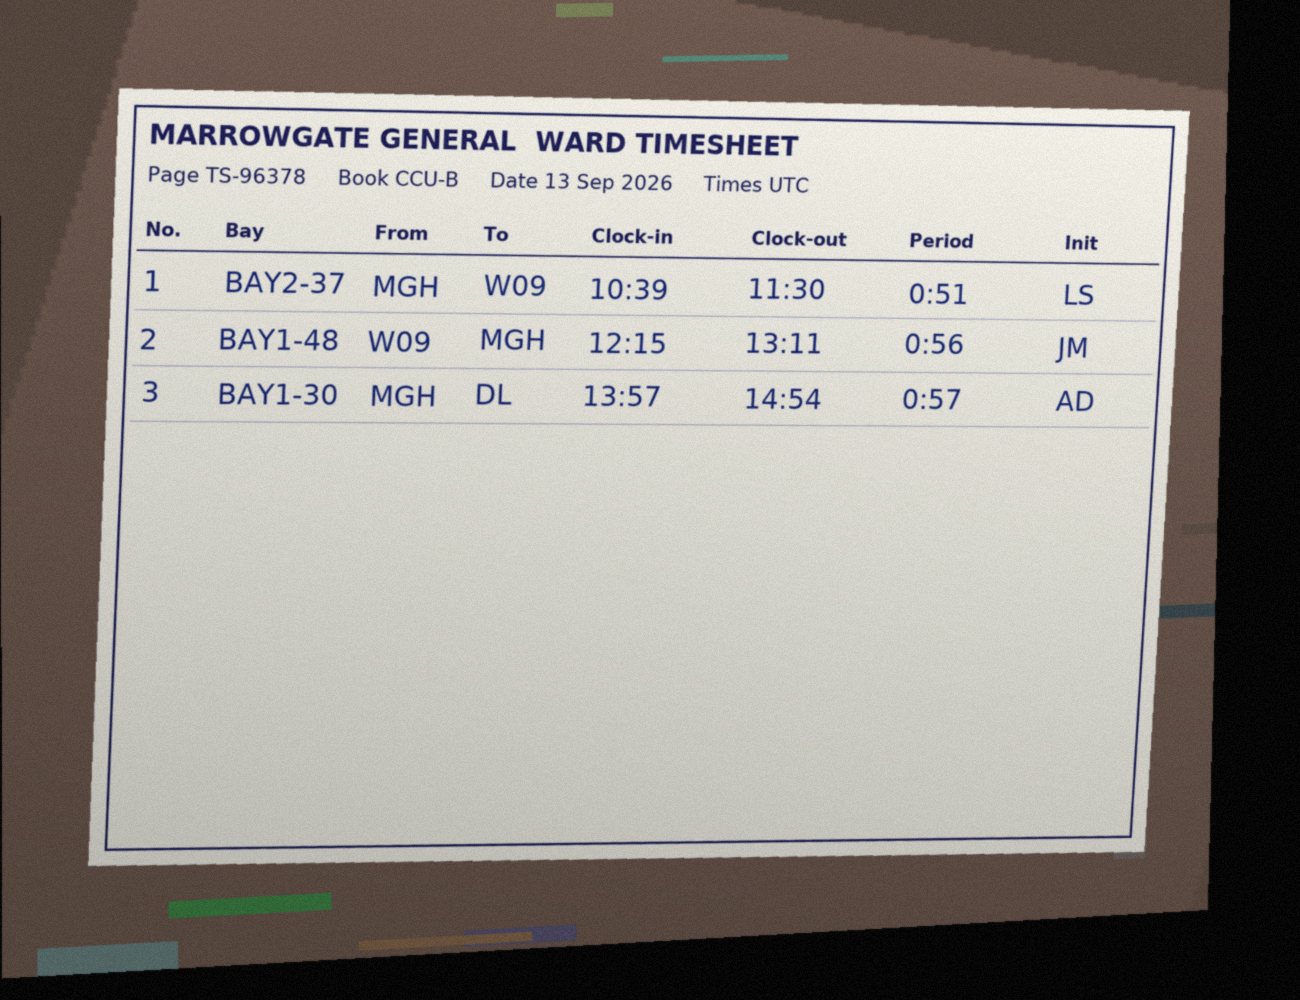 MARROWGATE GENERAL WARD TIMESHEET
Page TS-96378 Book CCU-B Date 13 Sep 2026 Times UTC
No. Bay From To Clock-in Clock-out Period Init
1 BAY2-37 MGH W09 10:39 11:30 0:51 LS
2 BAY1-48 W09 MGH 12:15 13:11 0:56 JM
3 BAY1-30 MGH DL 13:57 14:54 0:57 AD